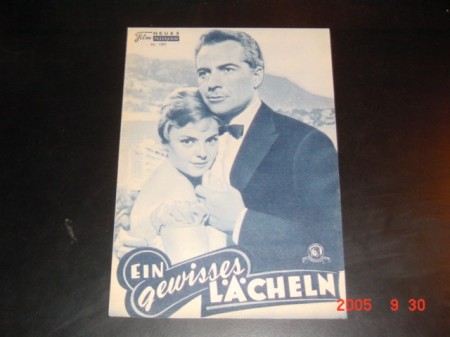 Film NEUES
PROGRAMM
EIN
gewisses
LÄCHELN
2005 9 30